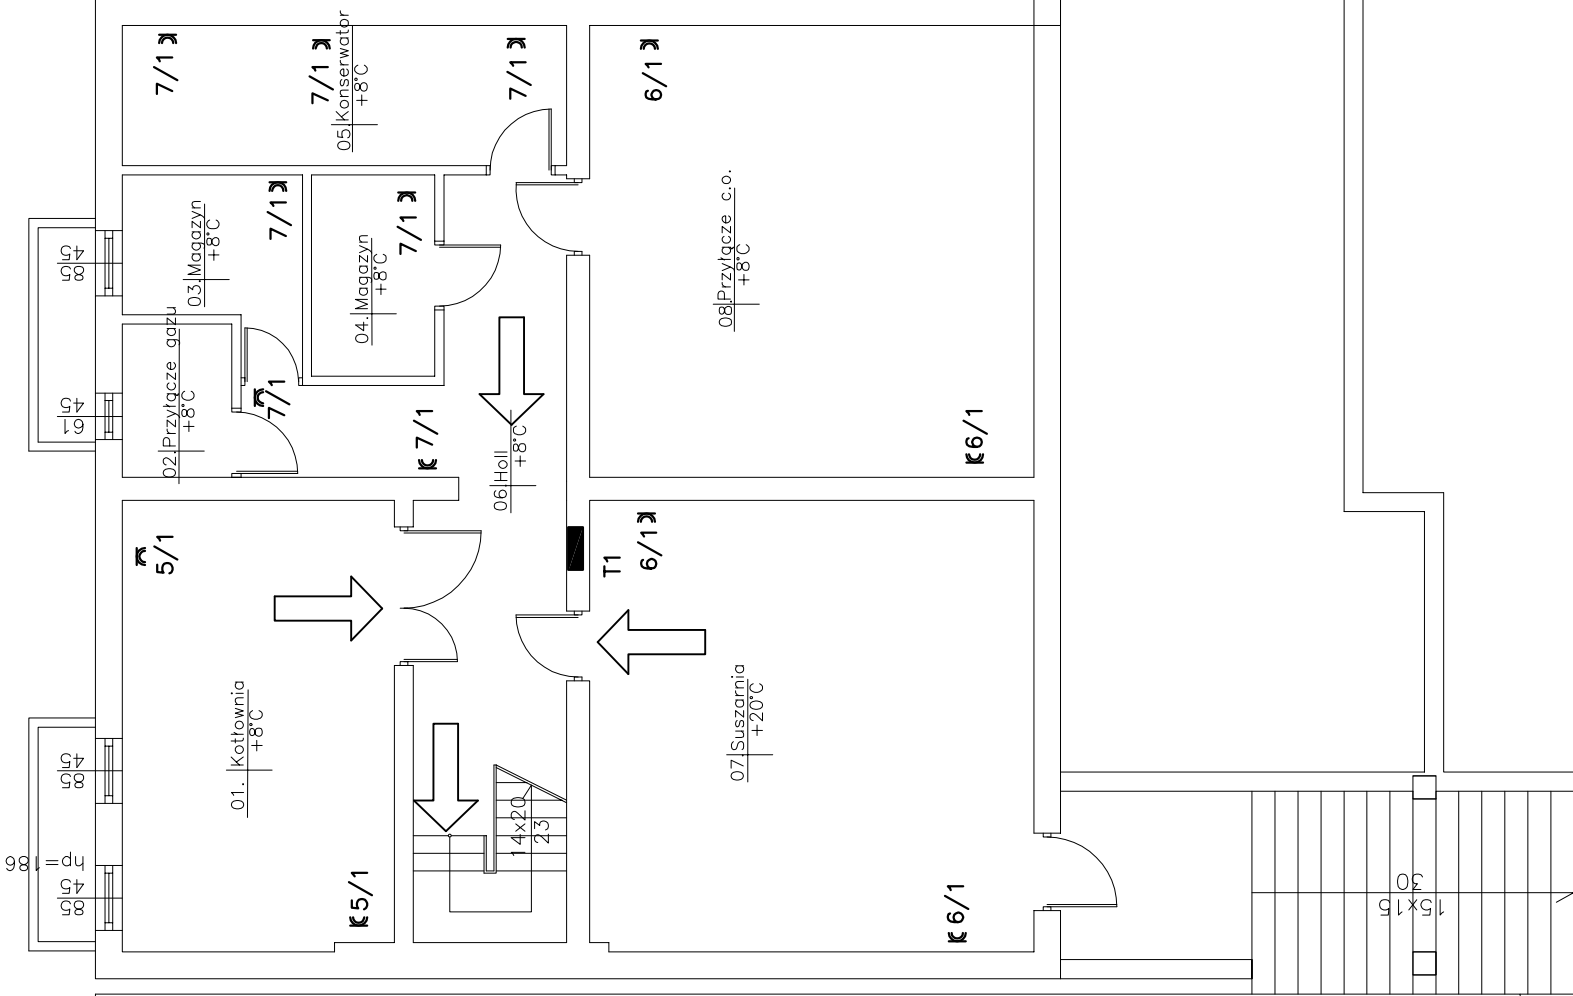 7/1
7/1
05.Konserwator
+8°C
7/1
6/1
03.Magazyn
+8°C
7/1
04.Magazyn
+8°C
7/1
08.Przyłącze c.o.
+8°C
45
85
45
61
02.Przyłącze gazu
+8°C
7/1
7/1
06.Holl
+8°C
6/1
5/1
T1
6/1
01. Kotłownia
+8°C
07.Suszarnia
+20°C
45
85
hp=186
45
85
14x20
23
5/1
6/1
15x15
30